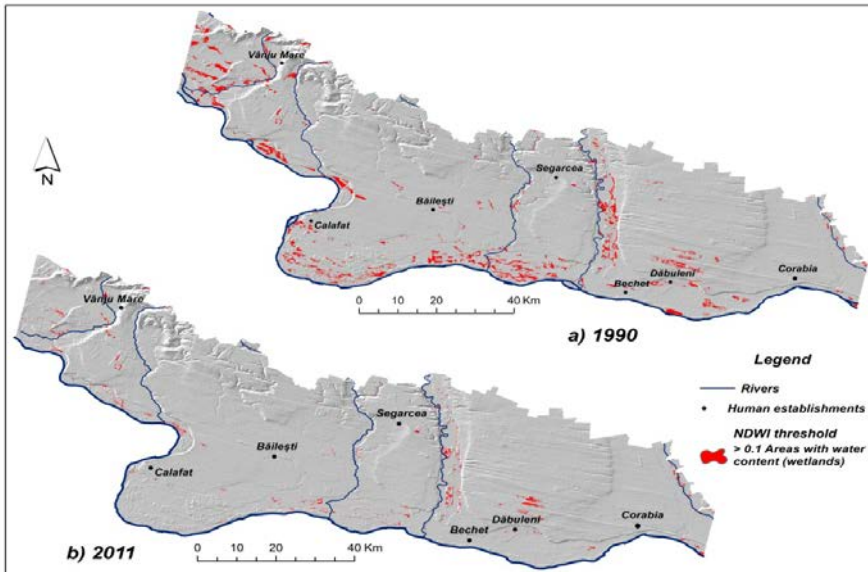 Vânju Mare
N
Segarcea
Băileşti
Calafat
Dăbuleni
Corabia
Bechet
0 10 20 40 Km
a) 1990
Vânju Mare
Segarcea
Băileşti
Calafat
Dăbuleni
Corabia
Bechet
b) 2011
0 10 20 40 Km
Legend
Rivers
Human establishments
NDWI threshold
> 0.1 Areas with water
content (wetlands)